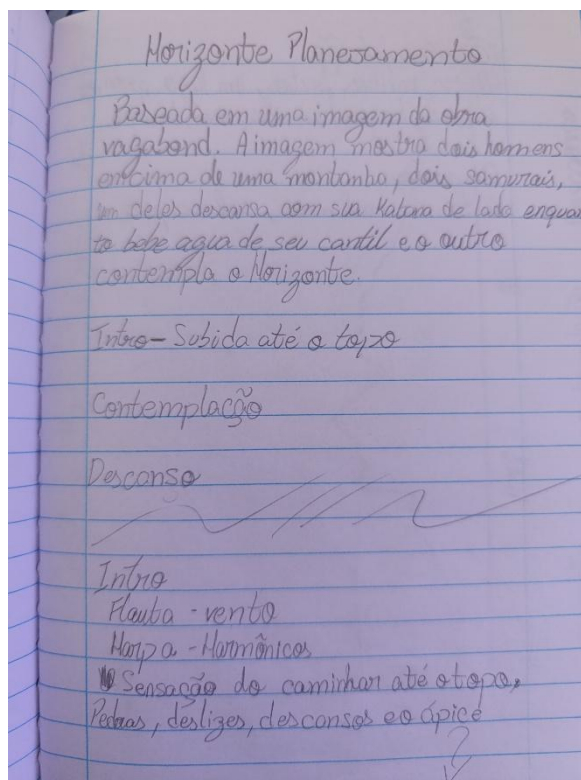 Horizonte Planejamento
Baseada em uma imagem da obra
vagabond. A imagem mostra dois homens
em cima de uma montanha, dois samurais,
um deles descansa com sua Katana de lado enquan
to bebe agua de seu cantil e o outro
contempla o Horizonte.
Intro - Subida até o topo
Contemplação
Descanso
Intro
Flauta - vento
Harpa - Harmônicos
Sensação do caminhar até o topo,
Pedras, deslizes, descansos e o ápice